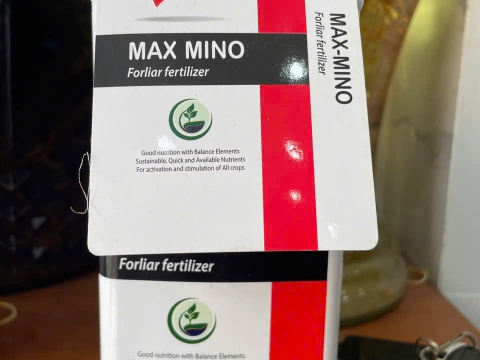 MAX MINO
Forliar fertilizer
Good nutrition with Balance Elements
Sustainable, Quick and Available Nutrients
For activation and stimulation of All crops
MAX-MINO
Forliar fertilizer
Forliar fertilizer
Good nutrition with Balance Elements